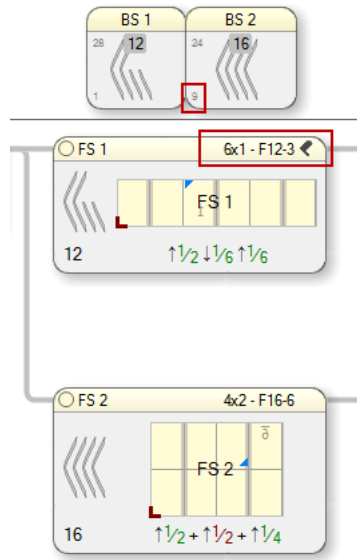 BS 1 BS 2
28 12 24 16
1 9
FS 1 6x1 - F12-3
FS 1
1
12 ↑1/2 ↓1/6 ↑1/6
FS 2 4x2 - F16-6
FS 2
16 ↑1/2 + ↑1/2 + ↑1/4